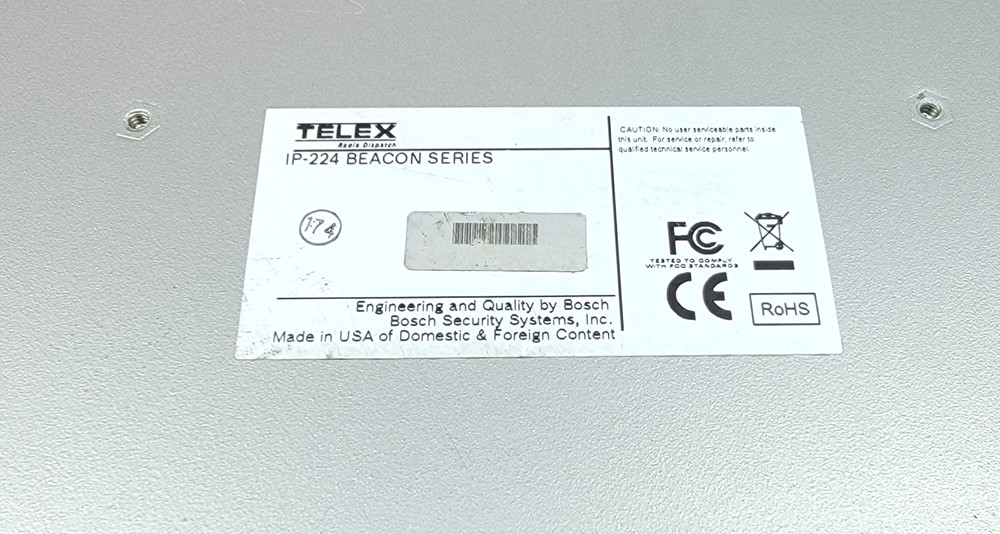 TELEX
Radio Dispatch
IP-224 BEACON SERIES
174
Engineering and Quality by Bosch
Bosch Security Systems, Inc.
Made in USA of Domestic & Foreign Content
CAUTION: No user serviceable parts inside
this unit. For service or repair, refer to
qualified technical service personnel.
FC
TESTED TO COMPLY
WITH FCC STANDARDS
CE
RoHS